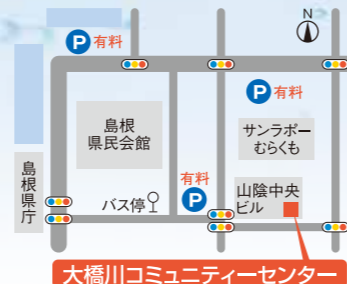 N
P 有料
P 有料
島根
県民会館
サンラポー
むらくも
島根県庁
有料
P
バス停
山陰中央
ビル
大橋川コミュニティーセンター